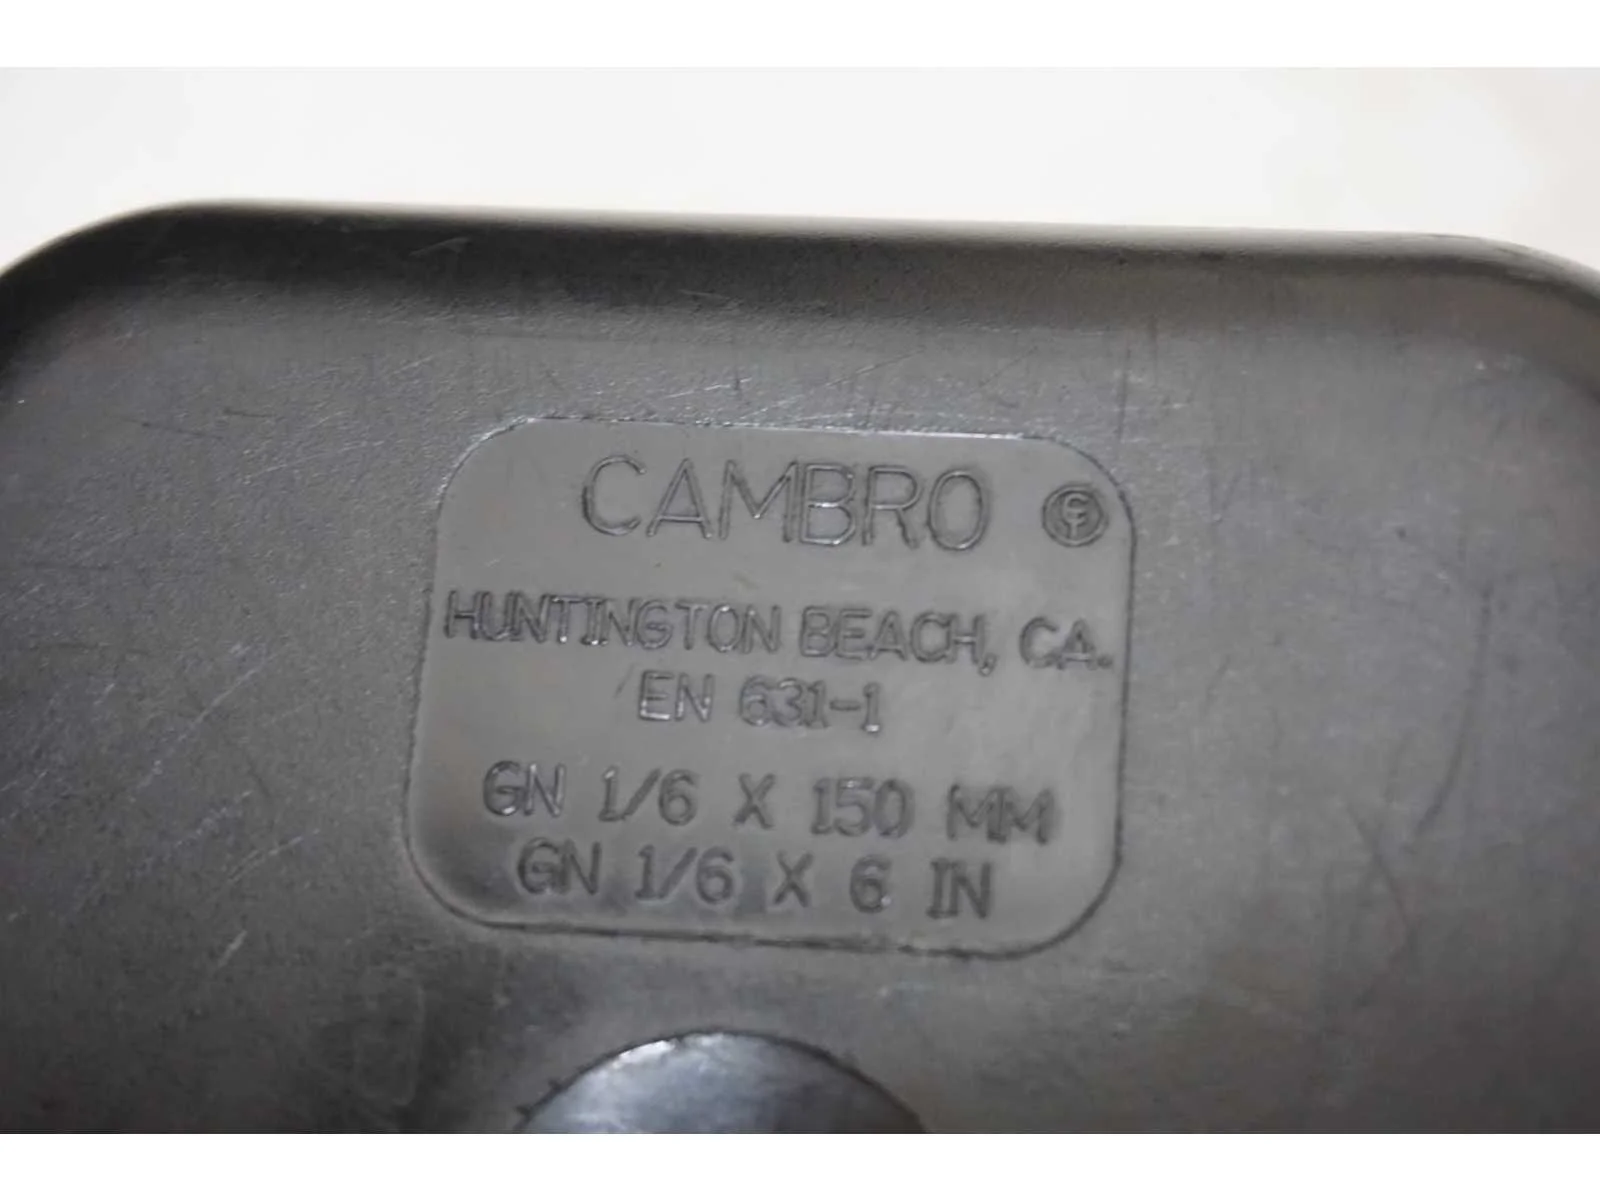 CAMBRO
HUNTINGTON BEACH, CA.
EN 631-1
GN 1/6 X 150 MM
GN 1/6 X 6 IN